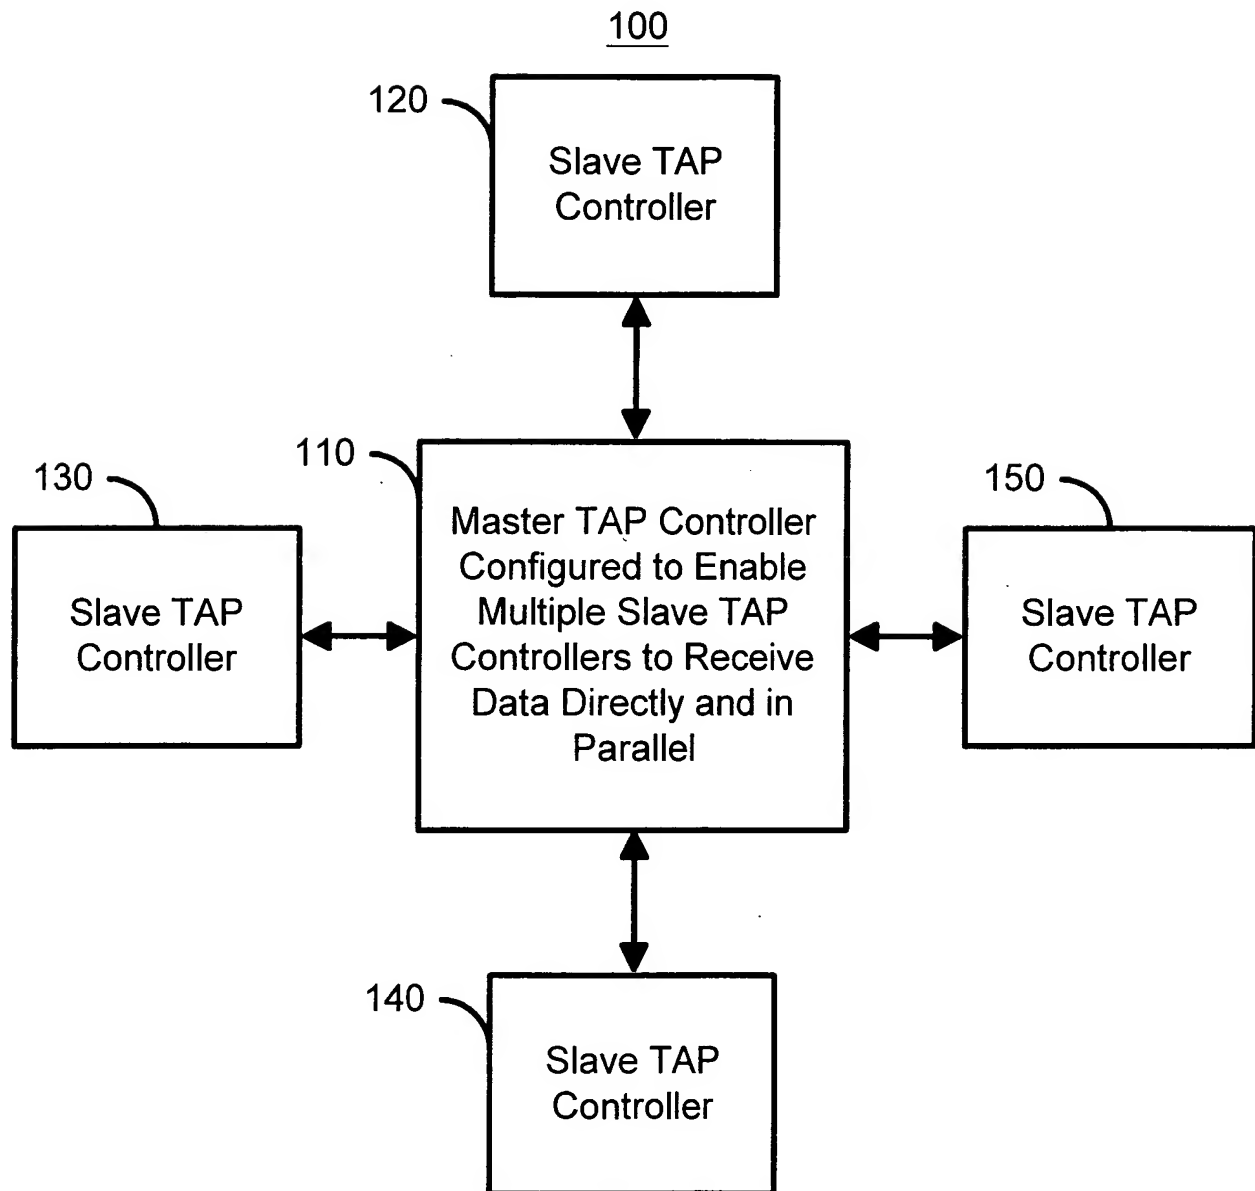 100
120
Slave TAP
Controller
130
110
150
Slave TAP
Controller
Master TAP Controller
Configured to Enable
Multiple Slave TAP
Controllers to Receive
Data Directly and in
Parallel
Slave TAP
Controller
140
Slave TAP
Controller